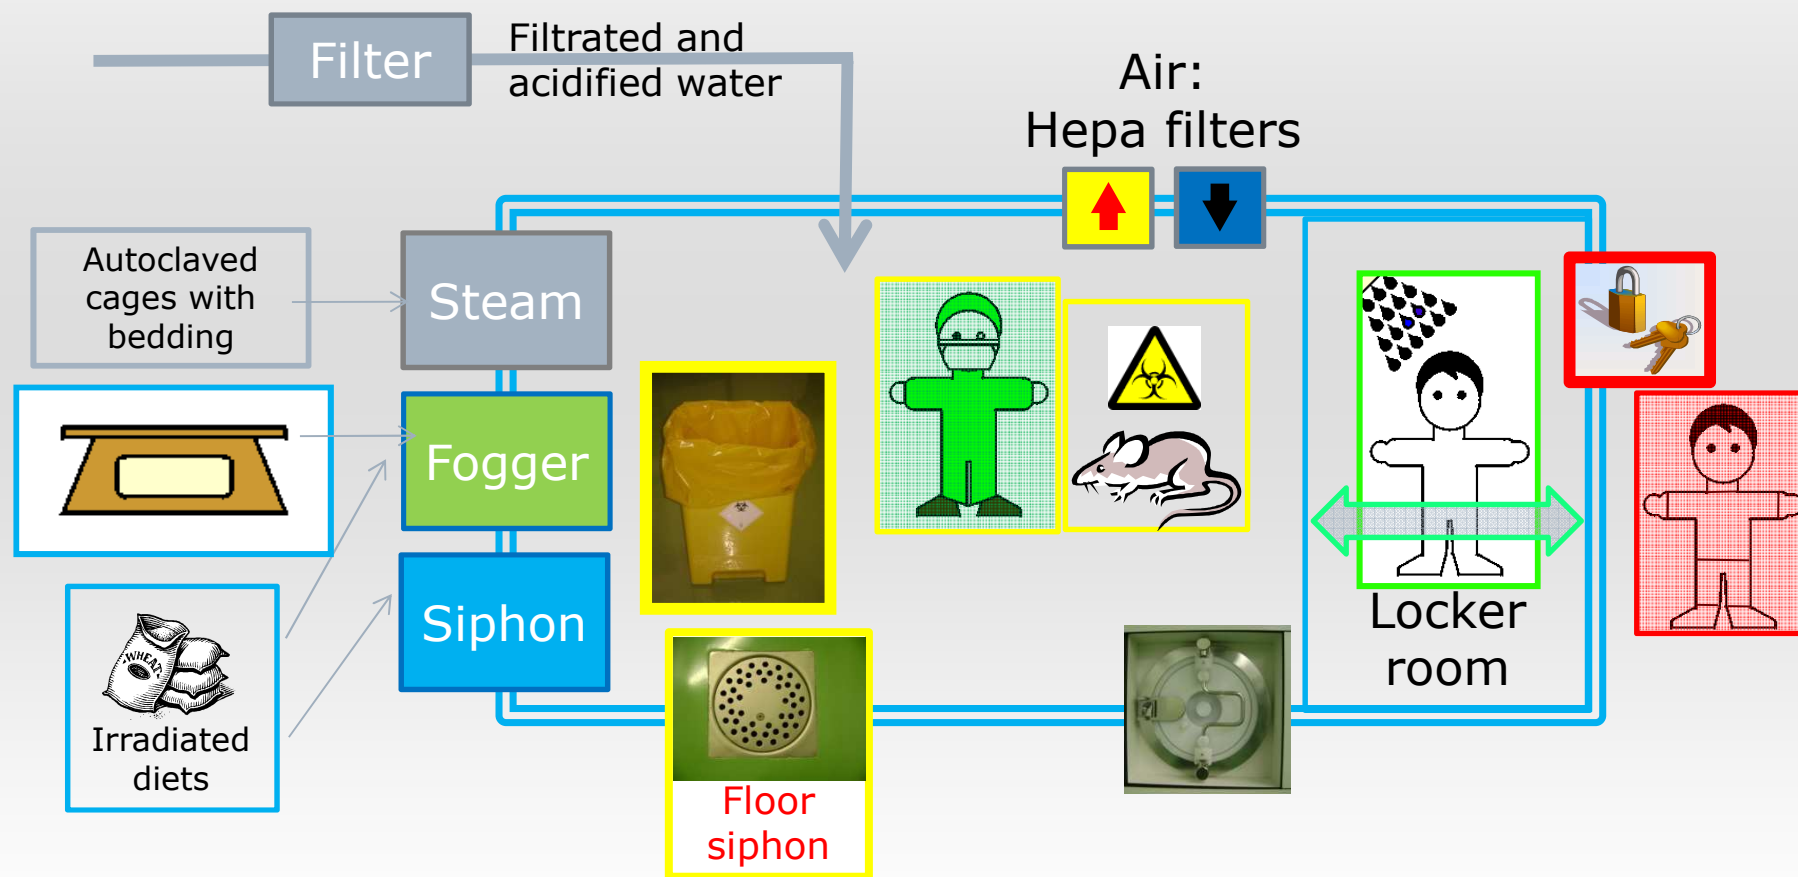 Filter
Filtrated and
acidified water
Air:
Hepa filters
Autoclaved
cages with
bedding
Steam
Fogger
Siphon
WHEAT
Irradiated
diets
Floor
siphon
Locker
room